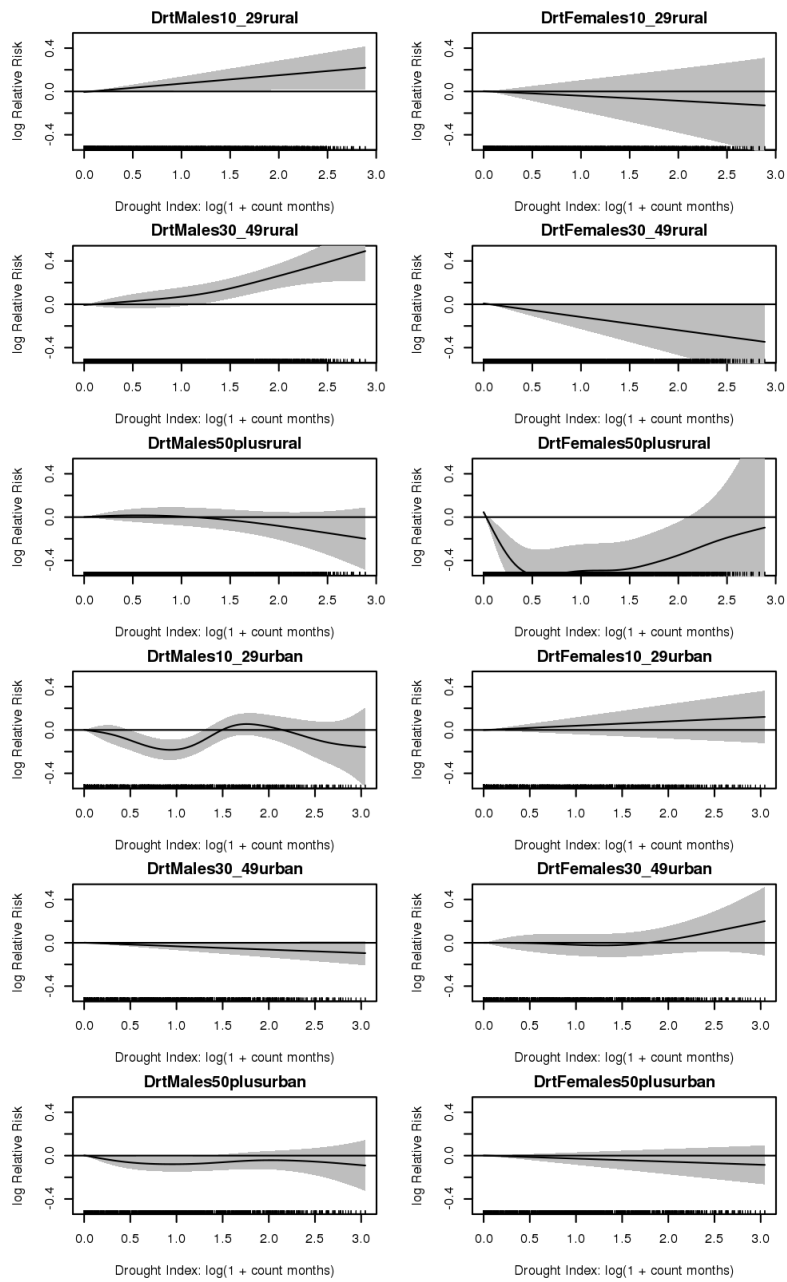 DrtMales10_29rural
DrtFemales10_29rural
log Relative Risk
-0.4 0.0 0.4
0.0 0.5 1.0 1.5 2.0 2.5 3.0
Drought Index: log(1 + count months)
log Relative Risk
-0.4 0.0 0.4
0.0 0.5 1.0 1.5 2.0 2.5 3.0
Drought Index: log(1 + count months)
DrtMales30_49rural
DrtFemales30_49rural
log Relative Risk
-0.4 0.0 0.4
0.0 0.5 1.0 1.5 2.0 2.5 3.0
Drought Index: log(1 + count months)
log Relative Risk
-0.4 0.0 0.4
0.0 0.5 1.0 1.5 2.0 2.5 3.0
Drought Index: log(1 + count months)
DrtMales50plusrural
DrtFemales50plusrural
log Relative Risk
-0.4 0.0 0.4
0.0 0.5 1.0 1.5 2.0 2.5 3.0
Drought Index: log(1 + count months)
log Relative Risk
-0.4 0.0 0.4
0.0 0.5 1.0 1.5 2.0 2.5 3.0
Drought Index: log(1 + count months)
DrtMales10_29urban
DrtFemales10_29urban
log Relative Risk
-0.4 0.0 0.4
0.0 0.5 1.0 1.5 2.0 2.5 3.0
Drought Index: log(1 + count months)
log Relative Risk
-0.4 0.0 0.4
0.0 0.5 1.0 1.5 2.0 2.5 3.0
Drought Index: log(1 + count months)
DrtMales30_49urban
DrtFemales30_49urban
log Relative Risk
-0.4 0.0 0.4
0.0 0.5 1.0 1.5 2.0 2.5 3.0
Drought Index: log(1 + count months)
log Relative Risk
-0.4 0.0 0.4
0.0 0.5 1.0 1.5 2.0 2.5 3.0
Drought Index: log(1 + count months)
DrtMales50plusurban
DrtFemales50plusurban
log Relative Risk
-0.4 0.0 0.4
0.0 0.5 1.0 1.5 2.0 2.5 3.0
Drought Index: log(1 + count months)
log Relative Risk
-0.4 0.0 0.4
0.0 0.5 1.0 1.5 2.0 2.5 3.0
Drought Index: log(1 + count months)